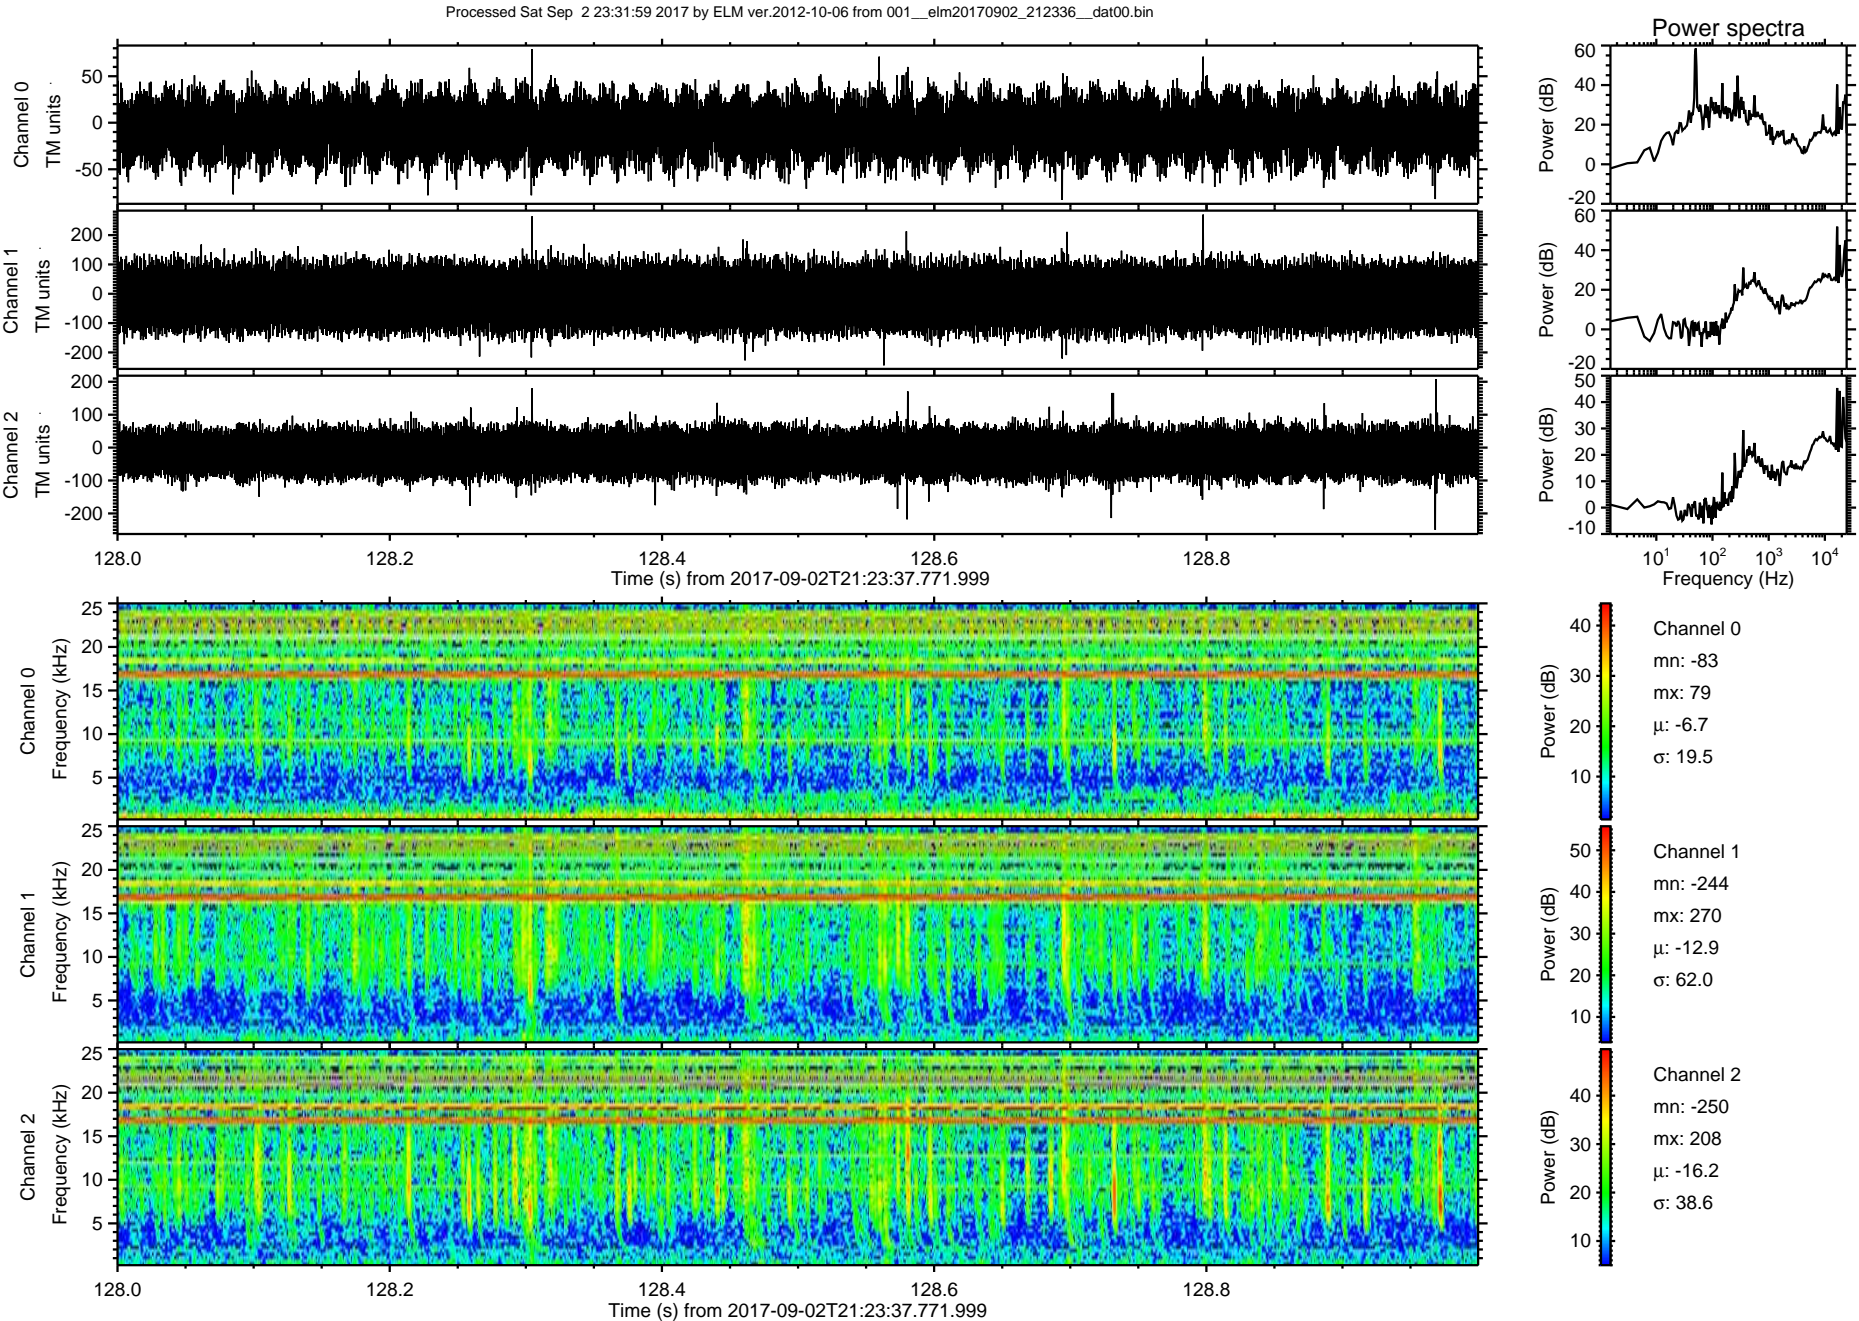 Processed Sat Sep  2 23:31:59 2017 by ELM ver.2012-10-06 from 001__elm20170902_212336__dat00.bin
Power spectra
Channel 0
TM units
50
0
-50
Power (dB)
60
40
20
0
-20
Channel 1
TM units
200
100
0
-100
-200
Power (dB)
60
40
20
0
-20
Channel 2
TM units
200
100
0
-100
-200
Power (dB)
50
40
30
20
10
0
-10
128.0 128.2 128.4 128.6 128.8
Time (s) from 2017-09-02T21:23:37.771.999
10^1 10^2 10^3 10^4
Frequency (Hz)
Channel 0
Frequency (kHz)
25
20
15
10
5
Power (dB)
40
30
20
10
Channel 0
mn: -83
mx: 79
μ: -6.7
σ: 19.5
Channel 1
Frequency (kHz)
25
20
15
10
5
Power (dB)
50
40
30
20
10
Channel 1
mn: -244
mx: 270
μ: -12.9
σ: 62.0
Channel 2
Frequency (kHz)
25
20
15
10
5
Power (dB)
40
30
20
10
Channel 2
mn: -250
mx: 208
μ: -16.2
σ: 38.6
128.0 128.2 128.4 128.6 128.8
Time (s) from 2017-09-02T21:23:37.771.999